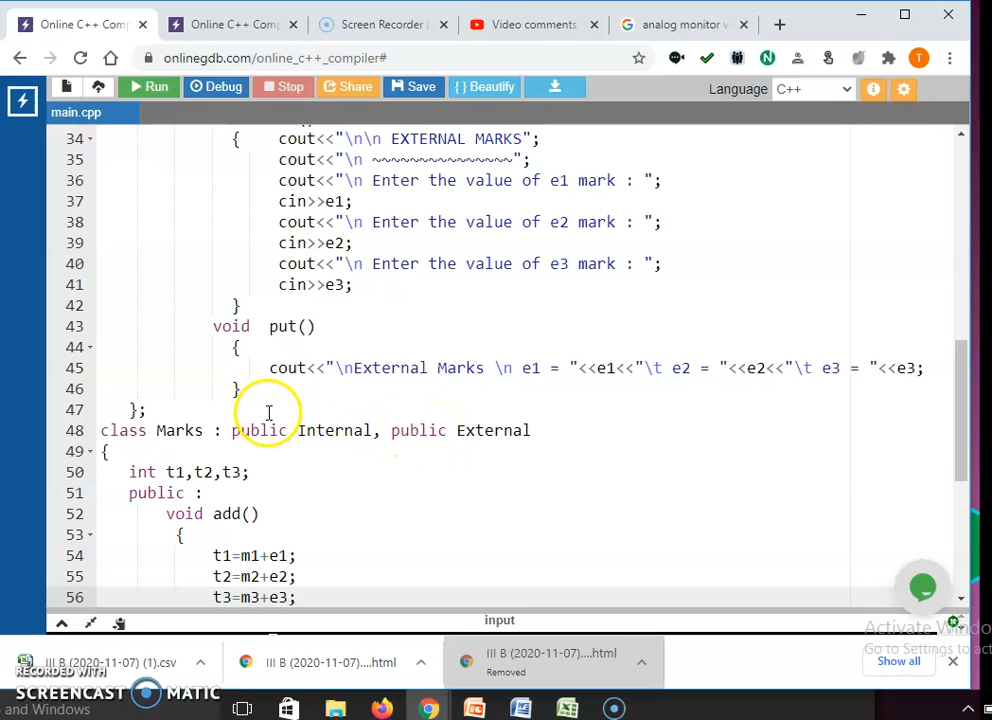 Online C++ Comp
Online C++ Comp
Screen Recorder
Video comments
analog monitor v
onlinegdb.com/online_c++_compiler#
T
Run
Debug
Stop
Share
Save
{ } Beautify
Language
C++
main.cpp
34 { cout<<"\n\n EXTERNAL MARKS";
35 cout<<"\n ~~~~~~~~~~~~~~~";
36 cout<<"\n Enter the value of e1 mark : ";
37 cin>>e1;
38 cout<<"\n Enter the value of e2 mark : ";
39 cin>>e2;
40 cout<<"\n Enter the value of e3 mark : ";
41 cin>>e3;
42 }
43 void put()
44 {
45 cout<<"\nExternal Marks \n e1 = "<<e1<<"\t e2 = "<<e2<<"\t e3 = "<<e3;
46 }
47 };
48 class Marks : public Internal, public External
49 {
50 int t1,t2,t3;
51 public :
52 void add()
53 {
54 t1=m1+e1;
55 t2=m2+e2;
56 t3=m3+e3;
input
Activate Windo
Go to Settings to act
III B (2020-11-07) (1).csv
III B (2020-11-07)....html
III B (2020-11-07)....html
Removed
Show all
RECORDED WITH
SCREENCAST MATIC
and Windows